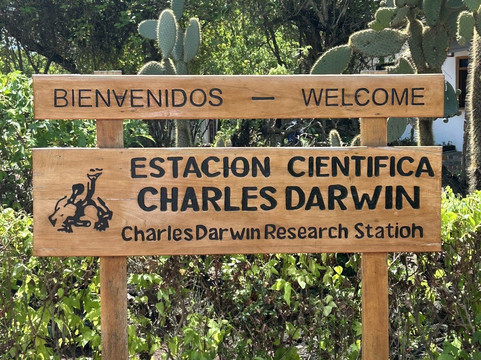 BIENVENIDOS — WELCOME
ESTACION CIENTIFICA
CHARLES DARWIN
Charles Darwin Research Station